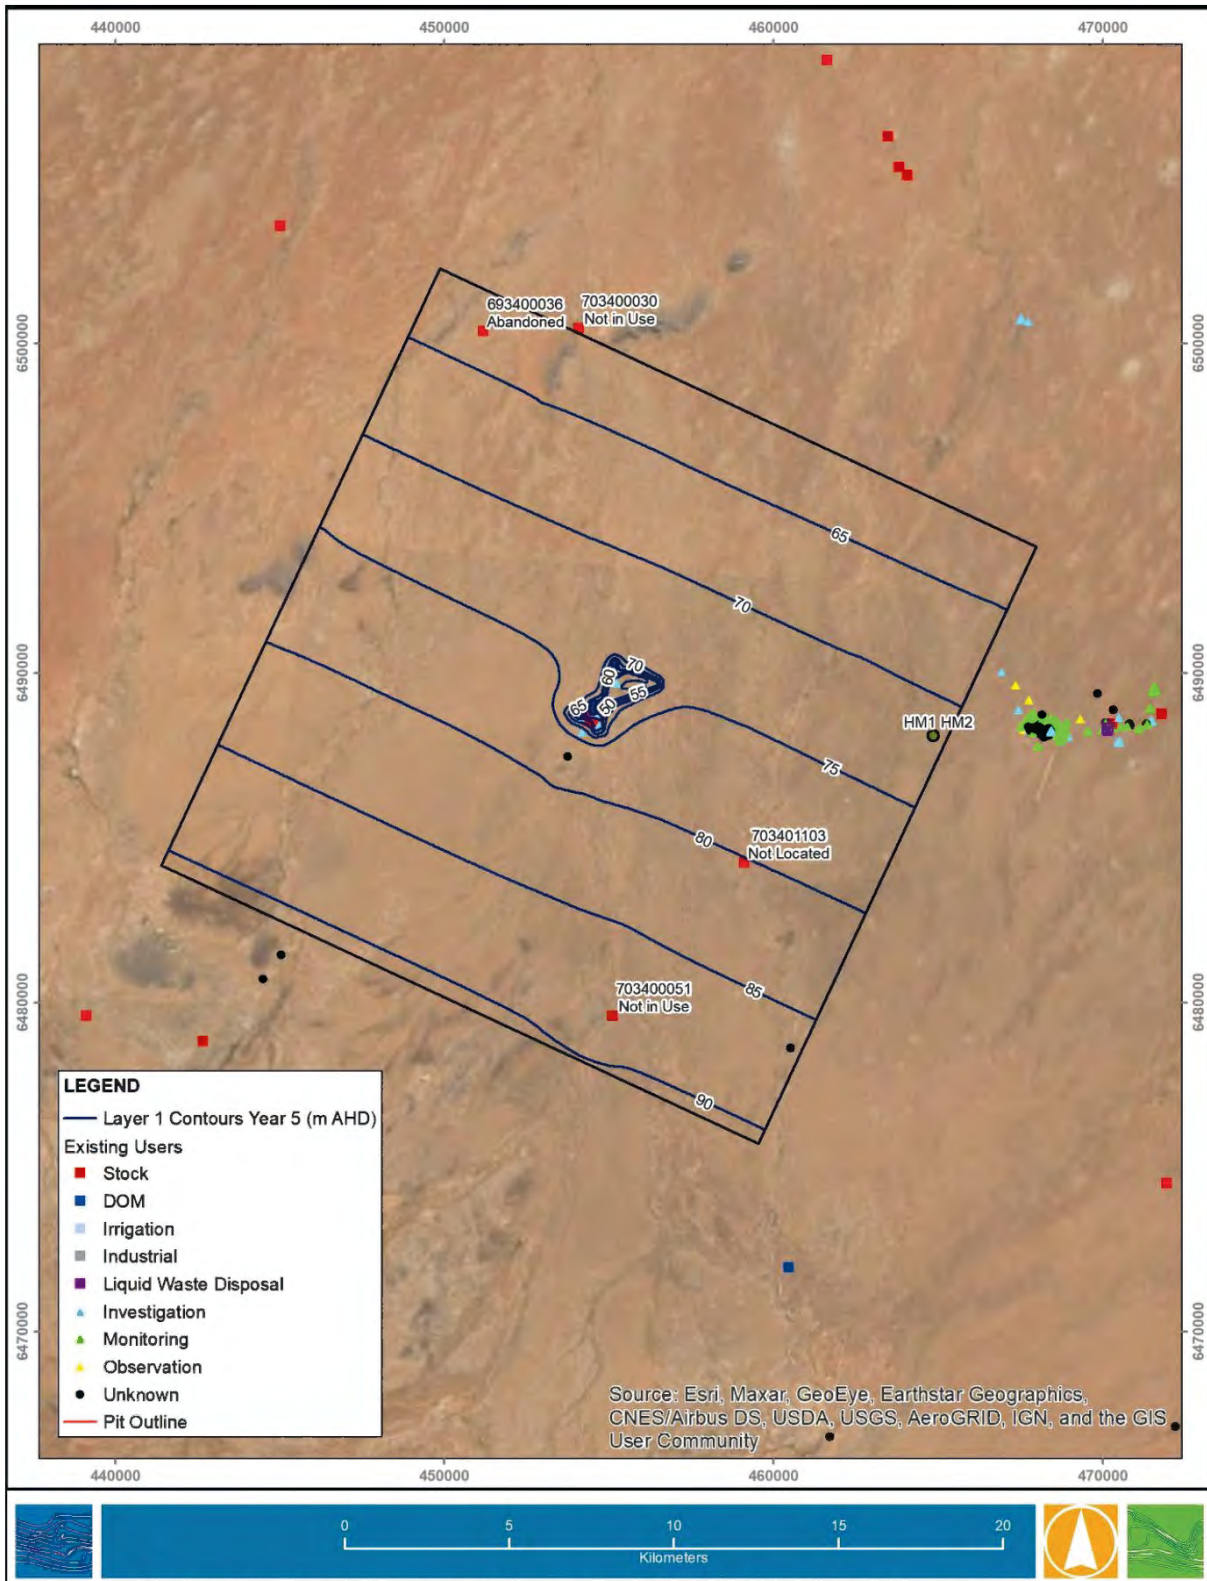 440000 450000 460000 470000
6500000 6500000
6490000 6490000
6480000 6480000
6470000 6470000
693400036
Abandoned
703400030
Not in Use
65
70
60
70
55
50
65
HM1 HM2
75
80
703401103
Not Located
85
703400051
Not in Use
90
LEGEND
Layer 1 Contours Year 5 (m AHD)
Existing Users
Stock
DOM
Irrigation
Industrial
Liquid Waste Disposal
Investigation
Monitoring
Observation
Unknown
Pit Outline
Source: Esri, Maxar, GeoEye, Earthstar Geographics,
CNES/Airbus DS, USDA, USGS, AeroGRID, IGN, and the GIS
User Community
440000 450000 460000 470000
0 5 10 15 20
Kilometers